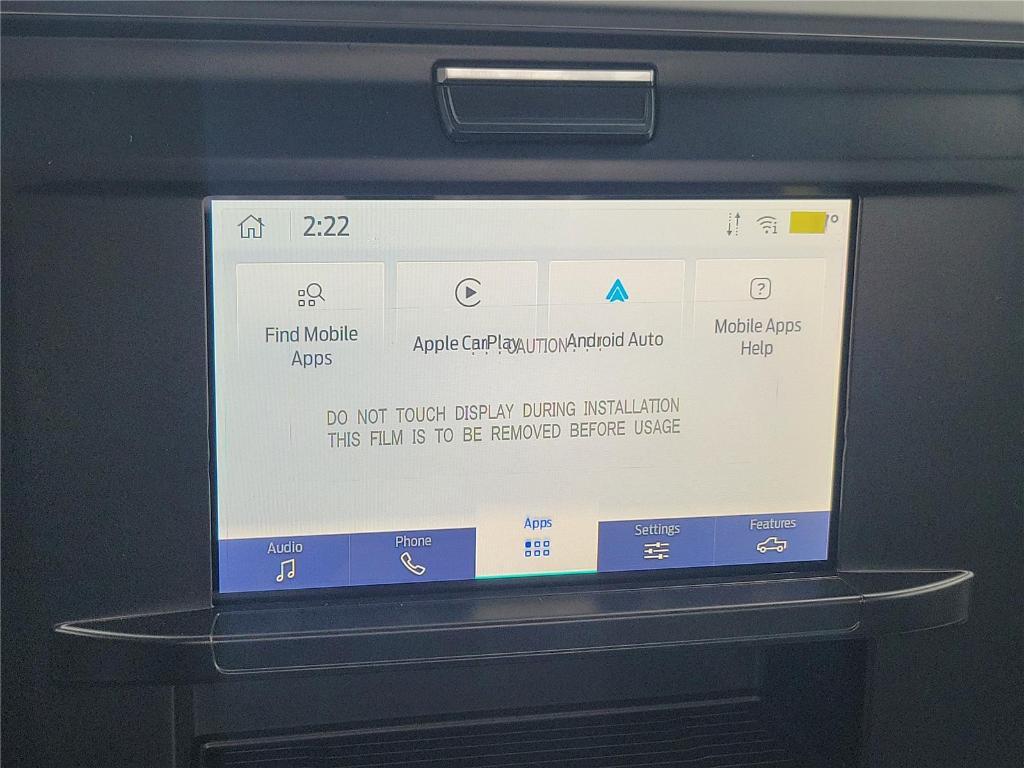 2:22
°
Find Mobile
Apps
Apple CarPlay
Android Auto
Mobile Apps
Help
?
. . . CAUTION . . .
DO NOT TOUCH DISPLAY DURING INSTALLATION
THIS FILM IS TO BE REMOVED BEFORE USAGE
Audio
Phone
Apps
Settings
Features